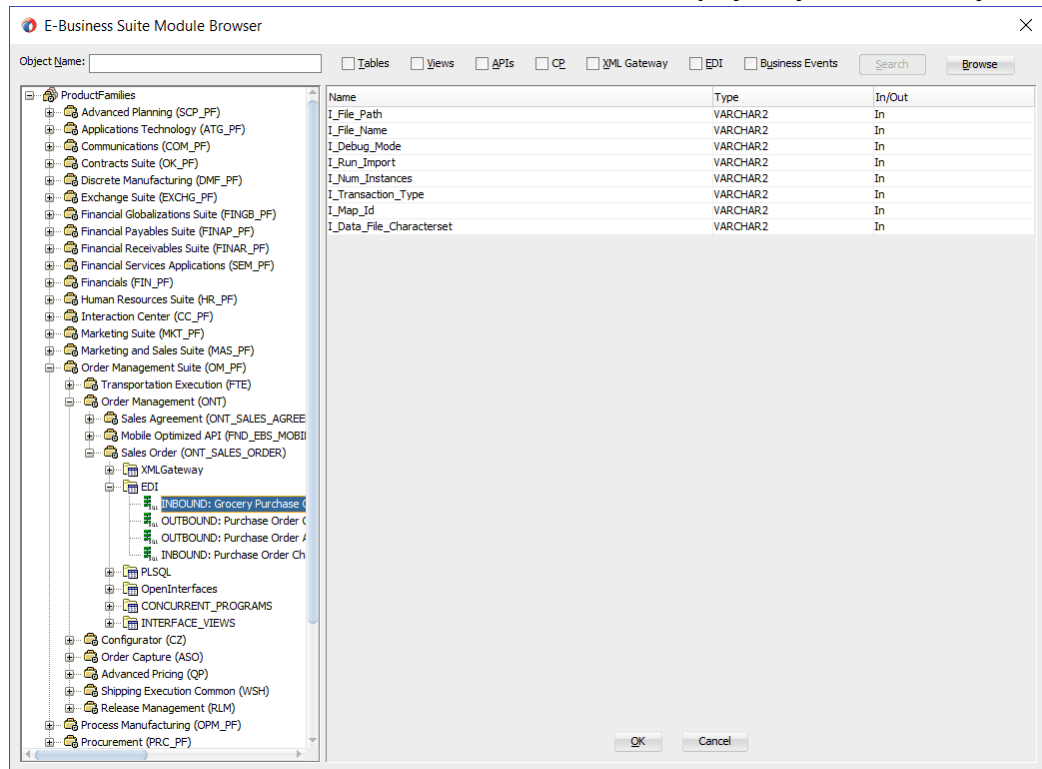 E-Business Suite Module Browser
Object Name: Tables Views APIs CP XML Gateway EDI Business Events Search Browse
ProductFamilies
Advanced Planning (SCP_PF)
Applications Technology (ATG_PF)
Communications (COM_PF)
Contracts Suite (OK_PF)
Discrete Manufacturing (DMF_PF)
Exchange Suite (EXCHG_PF)
Financial Globalizations Suite (FINGB_PF)
Financial Payables Suite (FINAP_PF)
Financial Receivables Suite (FINAR_PF)
Financial Services Applications (SEM_PF)
Financials (FIN_PF)
Human Resources Suite (HR_PF)
Interaction Center (CC_PF)
Marketing Suite (MKT_PF)
Marketing and Sales Suite (MAS_PF)
Order Management Suite (OM_PF)
Transportation Execution (FTE)
Order Management (ONT)
Sales Agreement (ONT_SALES_AGREE
Mobile Optimized API (FND_EBS_MOBI
Sales Order (ONT_SALES_ORDER)
XMLGateway
EDI
INBOUND: Grocery Purchase
OUTBOUND: Purchase Order
OUTBOUND: Purchase Order
INBOUND: Purchase Order Ch
PLSQL
OpenInterfaces
CONCURRENT_PROGRAMS
INTERFACE_VIEWS
Configurator (CZ)
Order Capture (ASO)
Advanced Pricing (QP)
Shipping Execution Common (WSH)
Release Management (RLM)
Process Manufacturing (OPM_PF)
Procurement (PRC_PF)
Name Type In/Out
I_File_Path VARCHAR2 In
I_File_Name VARCHAR2 In
I_Debug_Mode VARCHAR2 In
I_Run_Import VARCHAR2 In
I_Num_Instances VARCHAR2 In
I_Transaction_Type VARCHAR2 In
I_Map_Id VARCHAR2 In
I_Data_File_Characterset VARCHAR2 In
OK Cancel